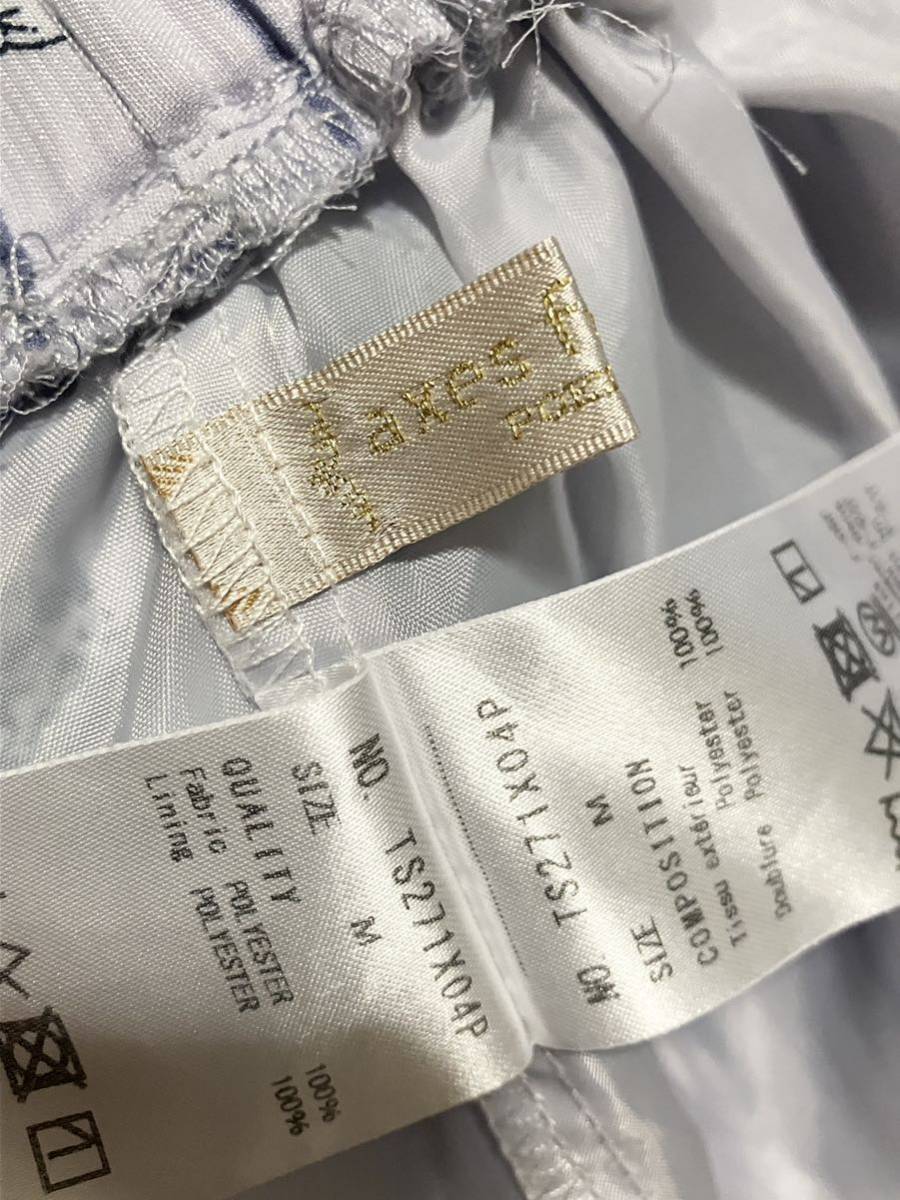 axes
NO. TS271X04P
SIZE M
QUALITY
Fabric POLYESTER 100%
Lining POLYESTER 100%
NO. TS271X04P
SIZE M
COMPOSITION
Tissu exterieur Polyester 100%
Doublure Polyester 100%